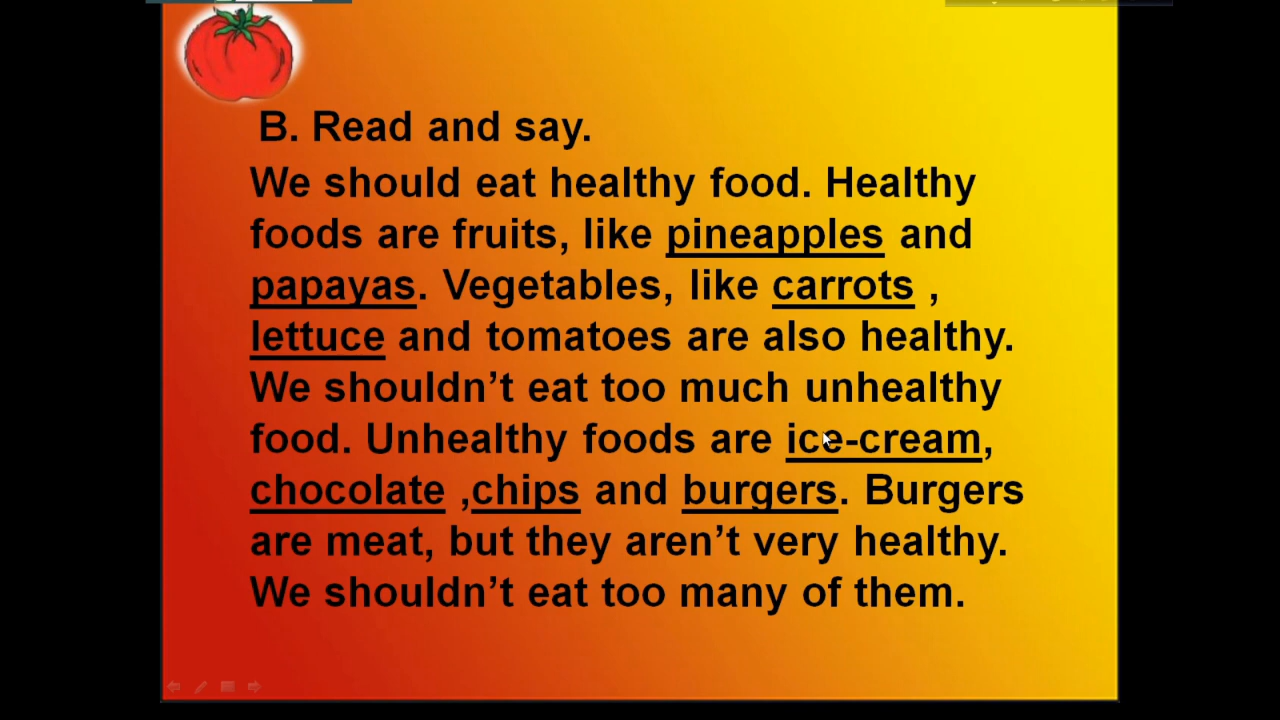 B. Read and say.
We should eat healthy food. Healthy
foods are fruits, like pineapples and
papayas. Vegetables, like carrots ,
lettuce and tomatoes are also healthy.
We shouldn’t eat too much unhealthy
food. Unhealthy foods are ice-cream,
chocolate ,chips and burgers. Burgers
are meat, but they aren’t very healthy.
We shouldn’t eat too many of them.